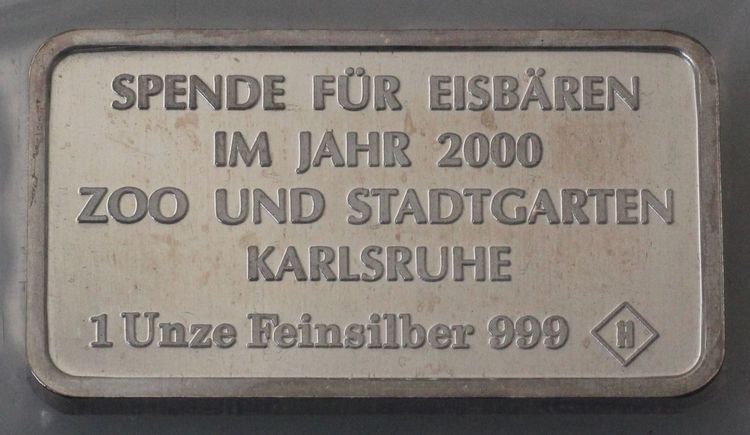 SPENDE FÜR EISBÄREN
IM JAHR 2000
ZOO UND STADTGARTEN
KARLSRUHE
1 Unze Feinsilber 999 H